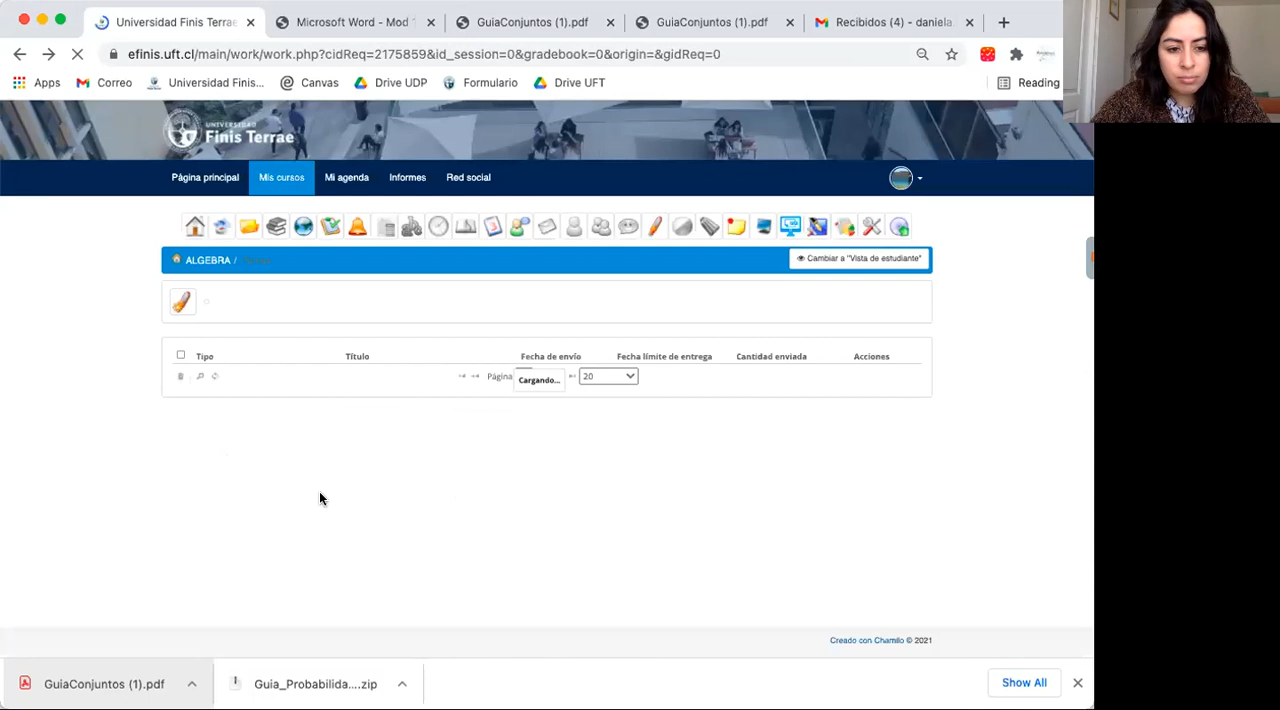 Universidad Finis Terrae
Microsoft Word - Mod
GuiaConjuntos (1).pdf
GuiaConjuntos (1).pdf
Recibidos (4) - daniela
efinis.uft.cl/main/work/work.php?cidReq=2175859&id_session=0&gradebook=0&origin=&gidReq=0
Apps
Correo
Universidad Finis...
Canvas
Drive UDP
Formulario
Drive UFT
Reading
UNIVERSIDAD
Finis Terrae
Página principal
Mis cursos
Mi agenda
Informes
Red social
ALGEBRA /
Cambiar a "Vista de estudiante"
Tipo
Título
Fecha de envío
Fecha límite de entrega
Cantidad enviada
Acciones
Página
Cargando...
20
Creado con Chamilo © 2021
GuiaConjuntos (1).pdf
Guia_Probabilida....zip
Show All